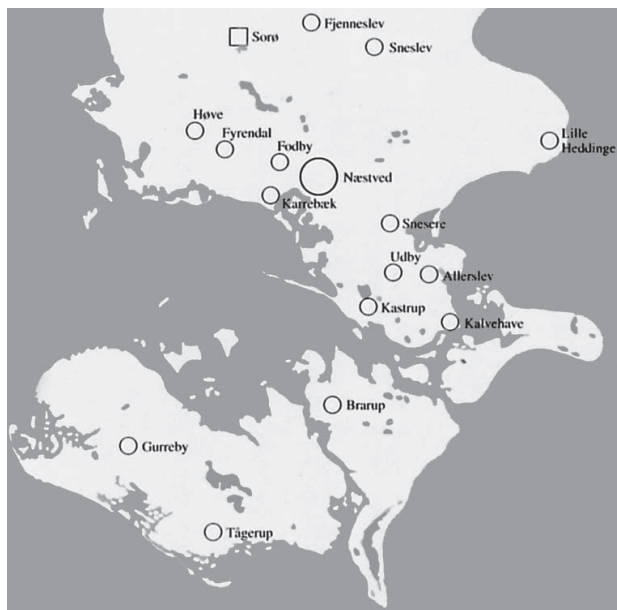 Fjenneslev
Sorø
Sneslev
Høve
Fyrendal
Fodby
Lille
Heddinge
Næstved
Karrebæk
Snesere
Udby
Allerslev
Kastrup
Kalvehave
Brarup
Gurreby
Tågerup